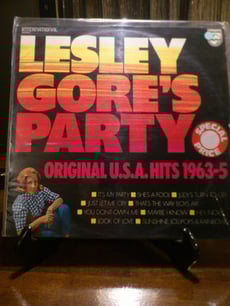 INTERNATIONAL
LESLEY
GORE'S
PARTY
SPECIAL
PRICE
ORIGINAL U.S.A. HITS 1963-5
■ IT'S MY PARTY ■ SHE'S A FOOL ■ JUDY'S TURN TO CRY
■ JUST LET ME CRY ■ THAT'S THE WAY BOYS ARE
■ YOU DON'T OWN ME ■ MAYBE I KNOW ■ HEY NOW
■ LOOK OF LOVE ■ SUNSHINE, LOLLIPOPS & RAINBOWS